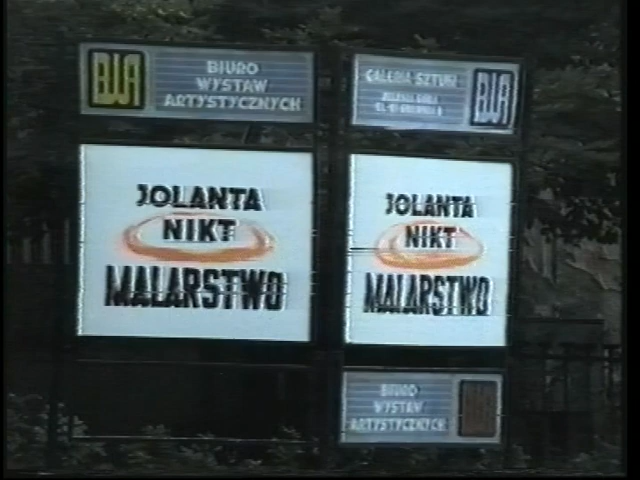 BWA
BIURO
WYSTAW
ARTYSTYCZNYCH
GALERIA SZTUKI
BWA
JOLANTA
NIKT
MALARSTWO
JOLANTA
NIKT
MALARSTWO
BIURO
WYSTAW
ARTYSTYCZNYCH